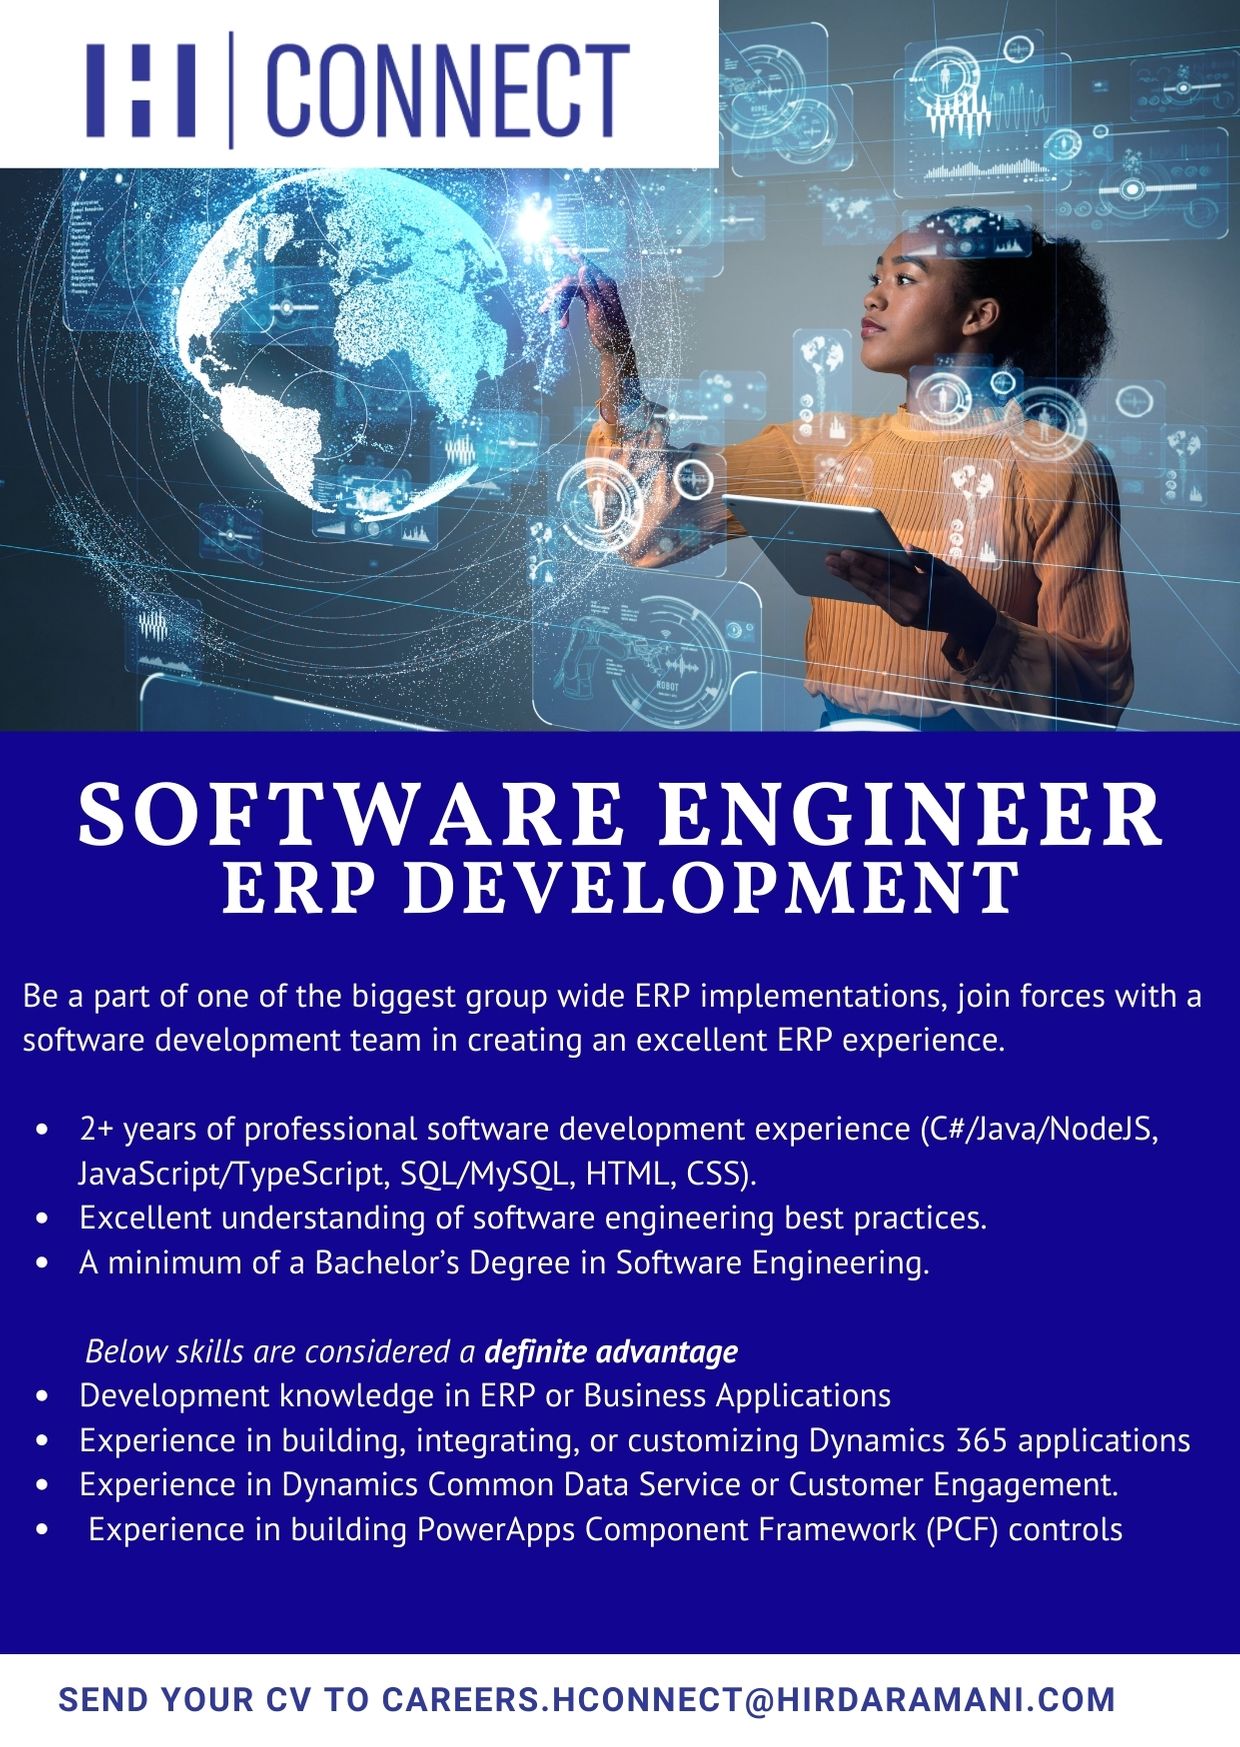 CONNECT
SOFTWARE ENGINEER
ERP DEVELOPMENT
Be a part of one of the biggest group wide ERP implementations, join forces with a
software development team in creating an excellent ERP experience.
• 2+ years of professional software development experience (C#/Java/NodeJS,
JavaScript/TypeScript, SQL/MySQL, HTML, CSS).
• Excellent understanding of software engineering best practices.
• A minimum of a Bachelor’s Degree in Software Engineering.
Below skills are considered a definite advantage
• Development knowledge in ERP or Business Applications
• Experience in building, integrating, or customizing Dynamics 365 applications
• Experience in Dynamics Common Data Service or Customer Engagement.
• Experience in building PowerApps Component Framework (PCF) controls
SEND YOUR CV TO CAREERS.HCONNECT@HIRDARAMANI.COM